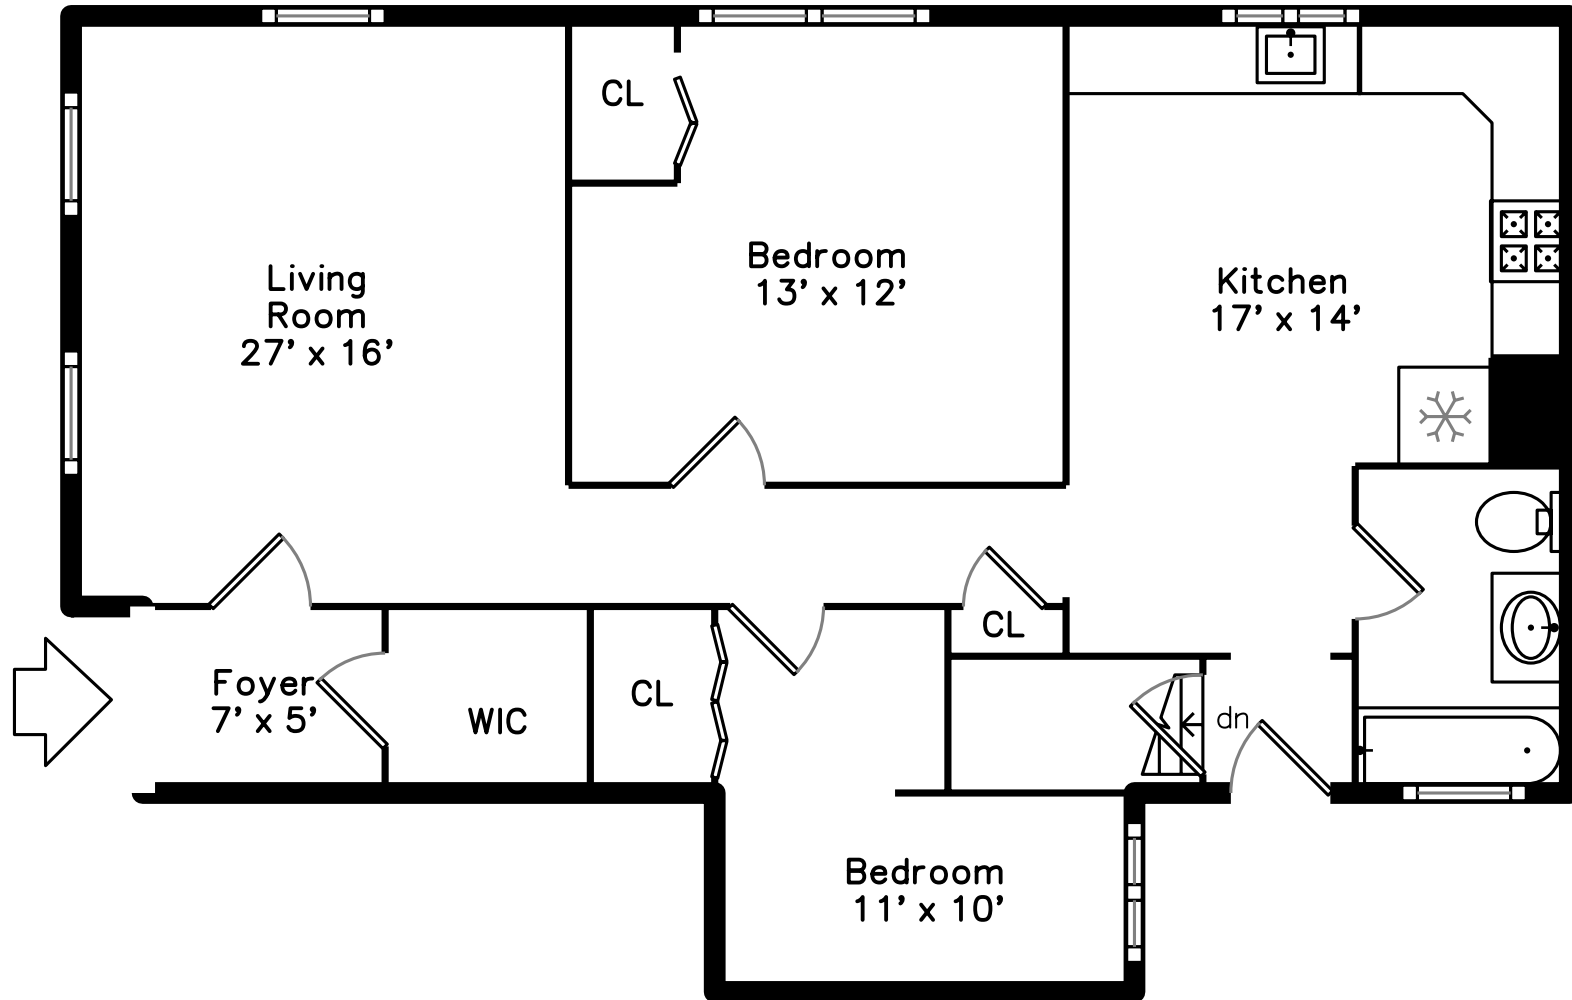 CL
Living
Room
27' x 16'
Bedroom
13' x 12'
Kitchen
17' x 14'
Foyer
7' x 5'
WIC
CL
CL
dn
Bedroom
11' x 10'